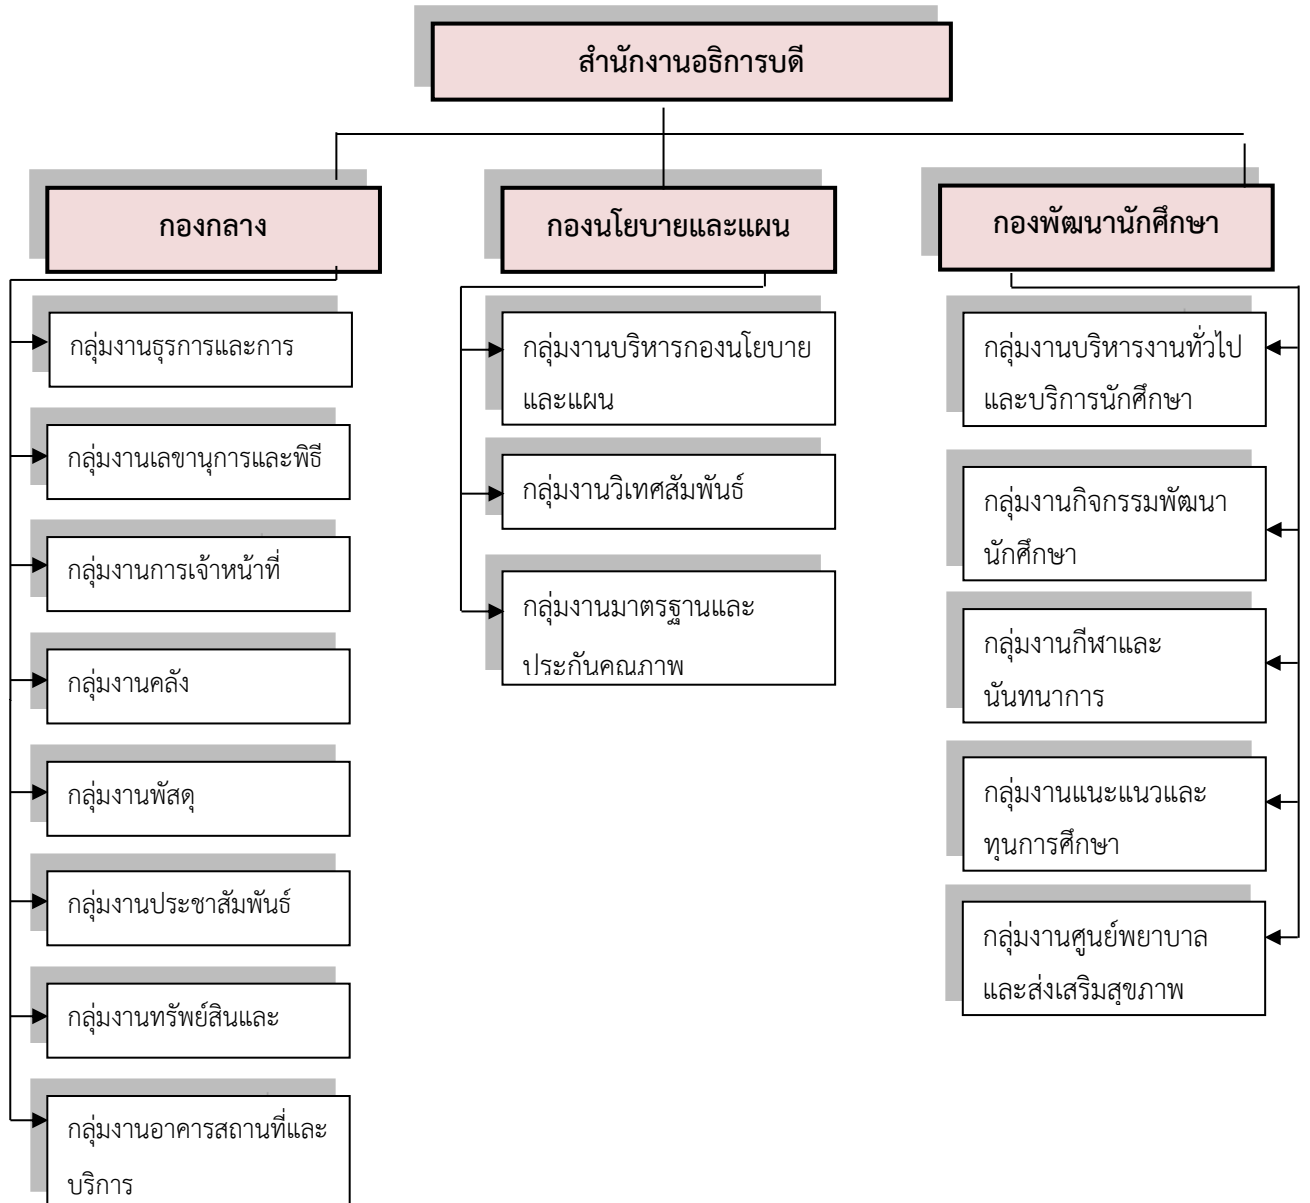 สำนักงานอธิการบดี
กองกลาง
กลุ่มงานธุรการและการ
กลุ่มงานเลขานุการและพิธี
กลุ่มงานการเจ้าหน้าที่
กลุ่มงานคลัง
กลุ่มงานพัสดุ
กลุ่มงานประชาสัมพันธ์
กลุ่มงานทรัพย์สินและ
กลุ่มงานอาคารสถานที่และ
บริการ
กองนโยบายและแผน
กลุ่มงานบริหารกองนโยบาย
และแผน
กลุ่มงานวิเทศสัมพันธ์
กลุ่มงานมาตรฐานและ
ประกันคุณภาพ
กองพัฒนานักศึกษา
กลุ่มงานบริหารงานทั่วไป
และบริการนักศึกษา
กลุ่มงานกิจกรรมพัฒนา
นักศึกษา
กลุ่มงานกีฬาและ
นันทนาการ
กลุ่มงานแนะแนวและ
ทุนการศึกษา
กลุ่มงานศูนย์พยาบาล
และส่งเสริมสุขภาพ